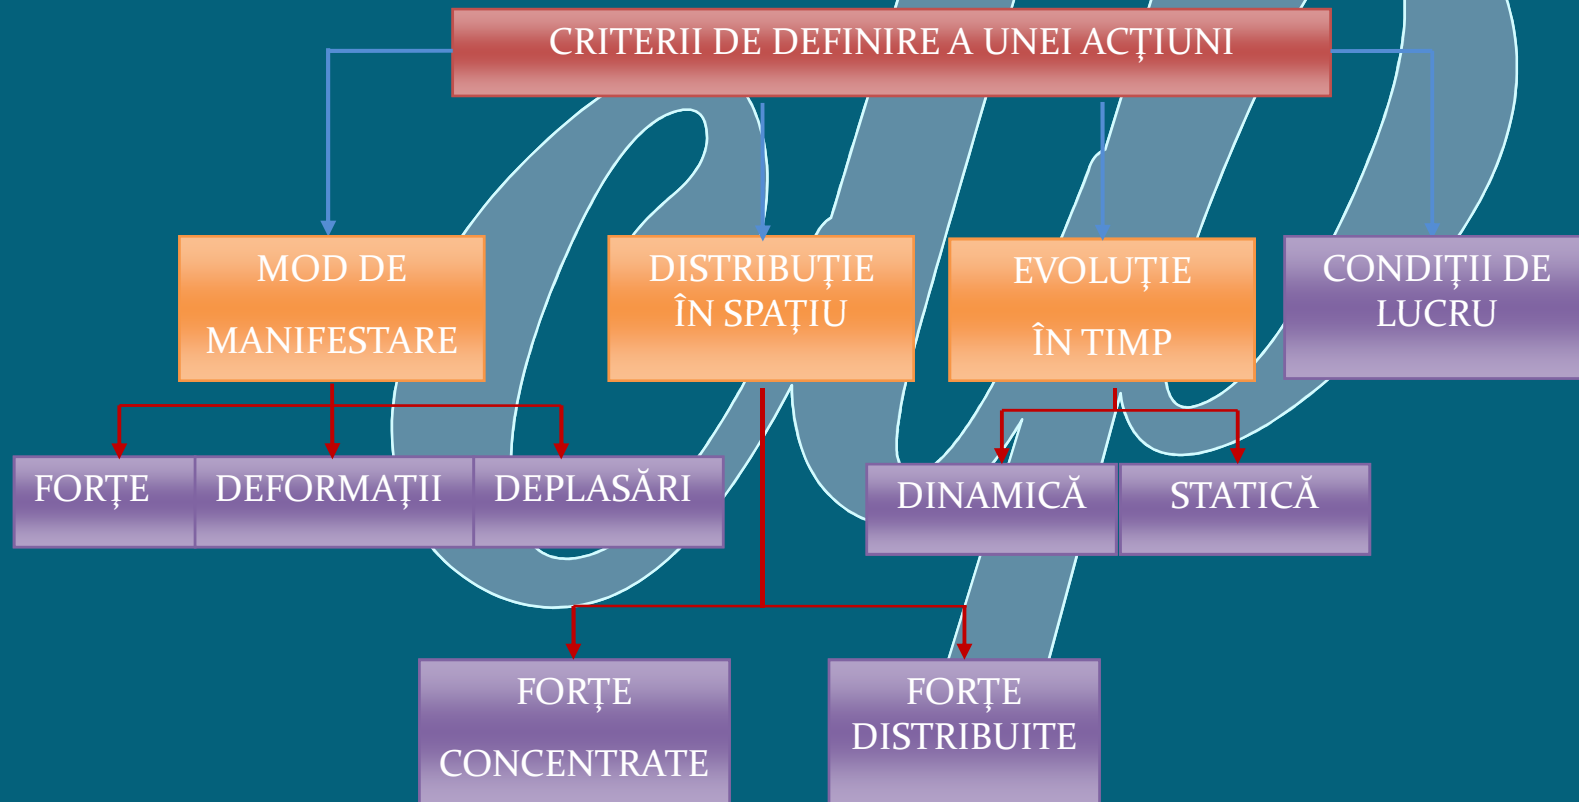 CRITERII DE DEFINIRE A UNEI ACȚIUNI
MOD DE
MANIFESTARE
DISTRIBUȚIE
ÎN SPAȚIU
EVOLUȚIE
ÎN TIMP
CONDIȚII DE
LUCRU
FORȚE
DEFORMAȚII
DEPLASĂRI
DINAMICĂ
STATICĂ
FORȚE
CONCENTRATE
FORȚE
DISTRIBUITE